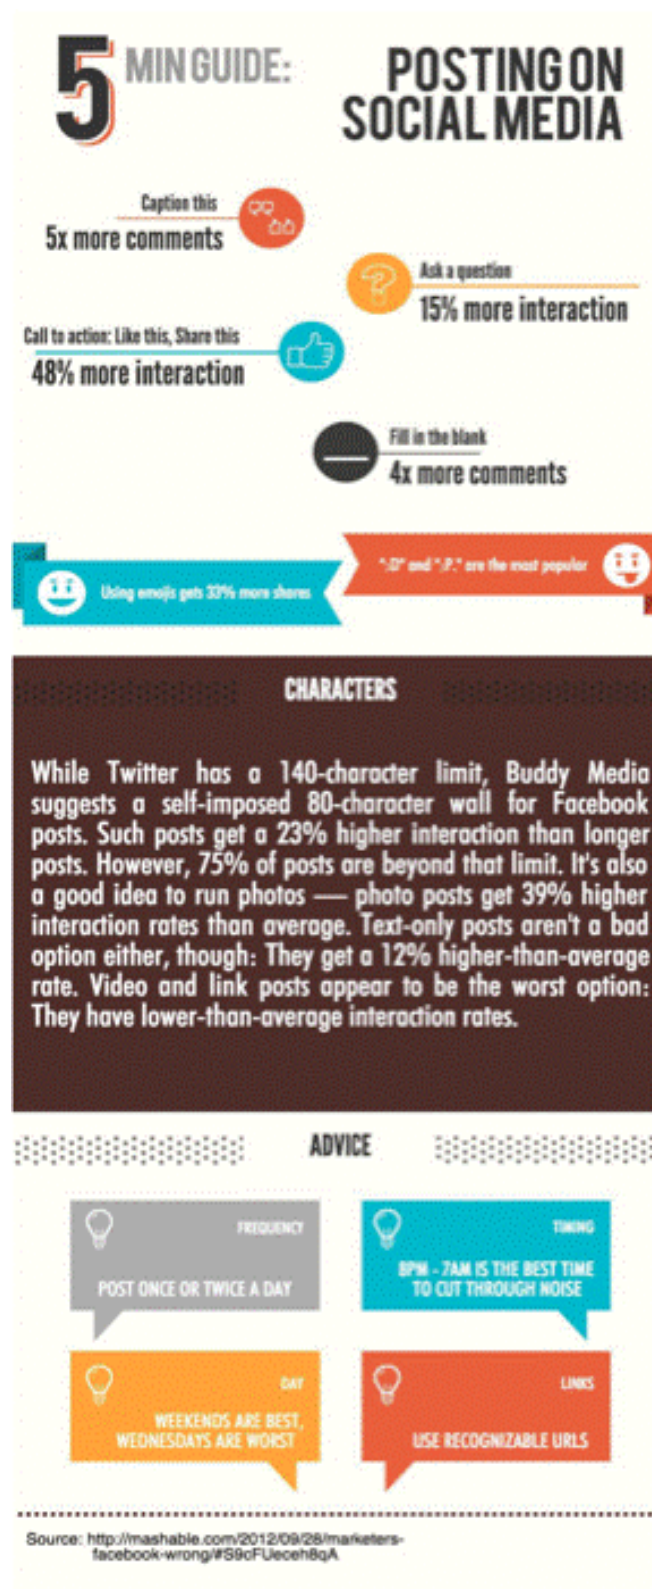 5 MIN GUIDE:
POSTING ON
SOCIAL MEDIA
Caption this
5x more comments
Ask a question
15% more interaction
Call to action: Like this, Share this
48% more interaction
Fill in the blank
4x more comments
Using emojis gets 33% more shares
":D" and ":P." are the most popular
CHARACTERS
While Twitter has a 140-character limit, Buddy Media
suggests a self-imposed 80-character wall for Facebook
posts. Such posts get a 23% higher interaction than longer
posts. However, 75% of posts are beyond that limit. It's also
a good idea to run photos — photo posts get 39% higher
interaction rates than average. Text-only posts aren't a bad
option either, though: They get a 12% higher-than-average
rate. Video and link posts appear to be the worst option:
They have lower-than-average interaction rates.
ADVICE
FREQUENCY
POST ONCE OR TWICE A DAY
TIMING
8PM - 7AM IS THE BEST TIME
TO CUT THROUGH NOISE
DAY
WEEKENDS ARE BEST,
WEDNESDAYS ARE WORST
LINKS
USE RECOGNIZABLE URLS
Source: http://mashable.com/2012/09/28/marketers-
facebook-wrong/#S9cFUeceh8qA